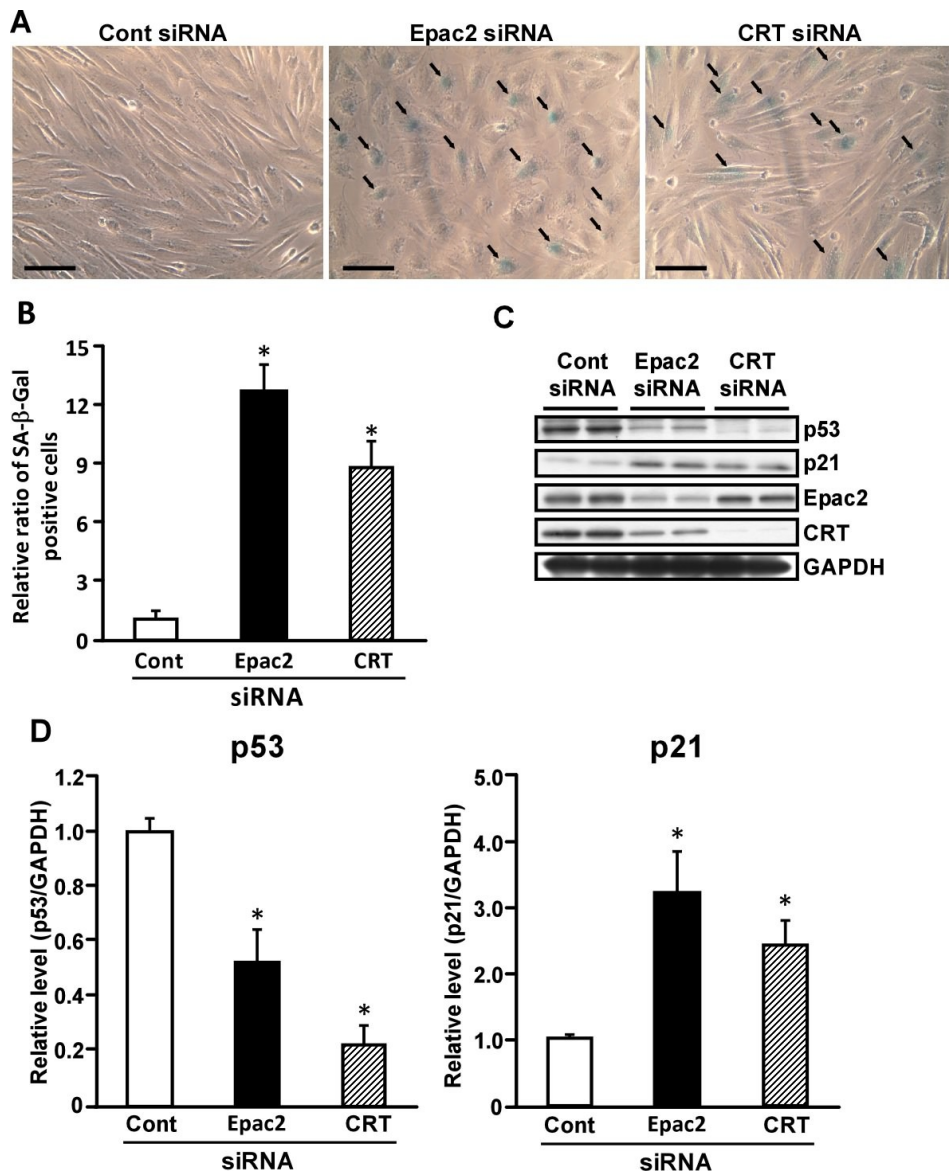 A
Cont siRNA
Epac2 siRNA
CRT siRNA
B
Relative ratio of SA-β-Gal
positive cells
15
12
9
6
3
0
*
*
Cont
Epac2
CRT
siRNA
C
Cont
siRNA
Epac2
siRNA
CRT
siRNA
p53
p21
Epac2
CRT
GAPDH
D
p53
Relative level (p53/GAPDH)
1.2
1.0
0.8
0.6
0.4
0.2
0
*
*
Cont
Epac2
CRT
siRNA
p21
Relative level (p21/GAPDH)
5.0
4.0
3.0
2.0
1.0
0
*
*
Cont
Epac2
CRT
siRNA